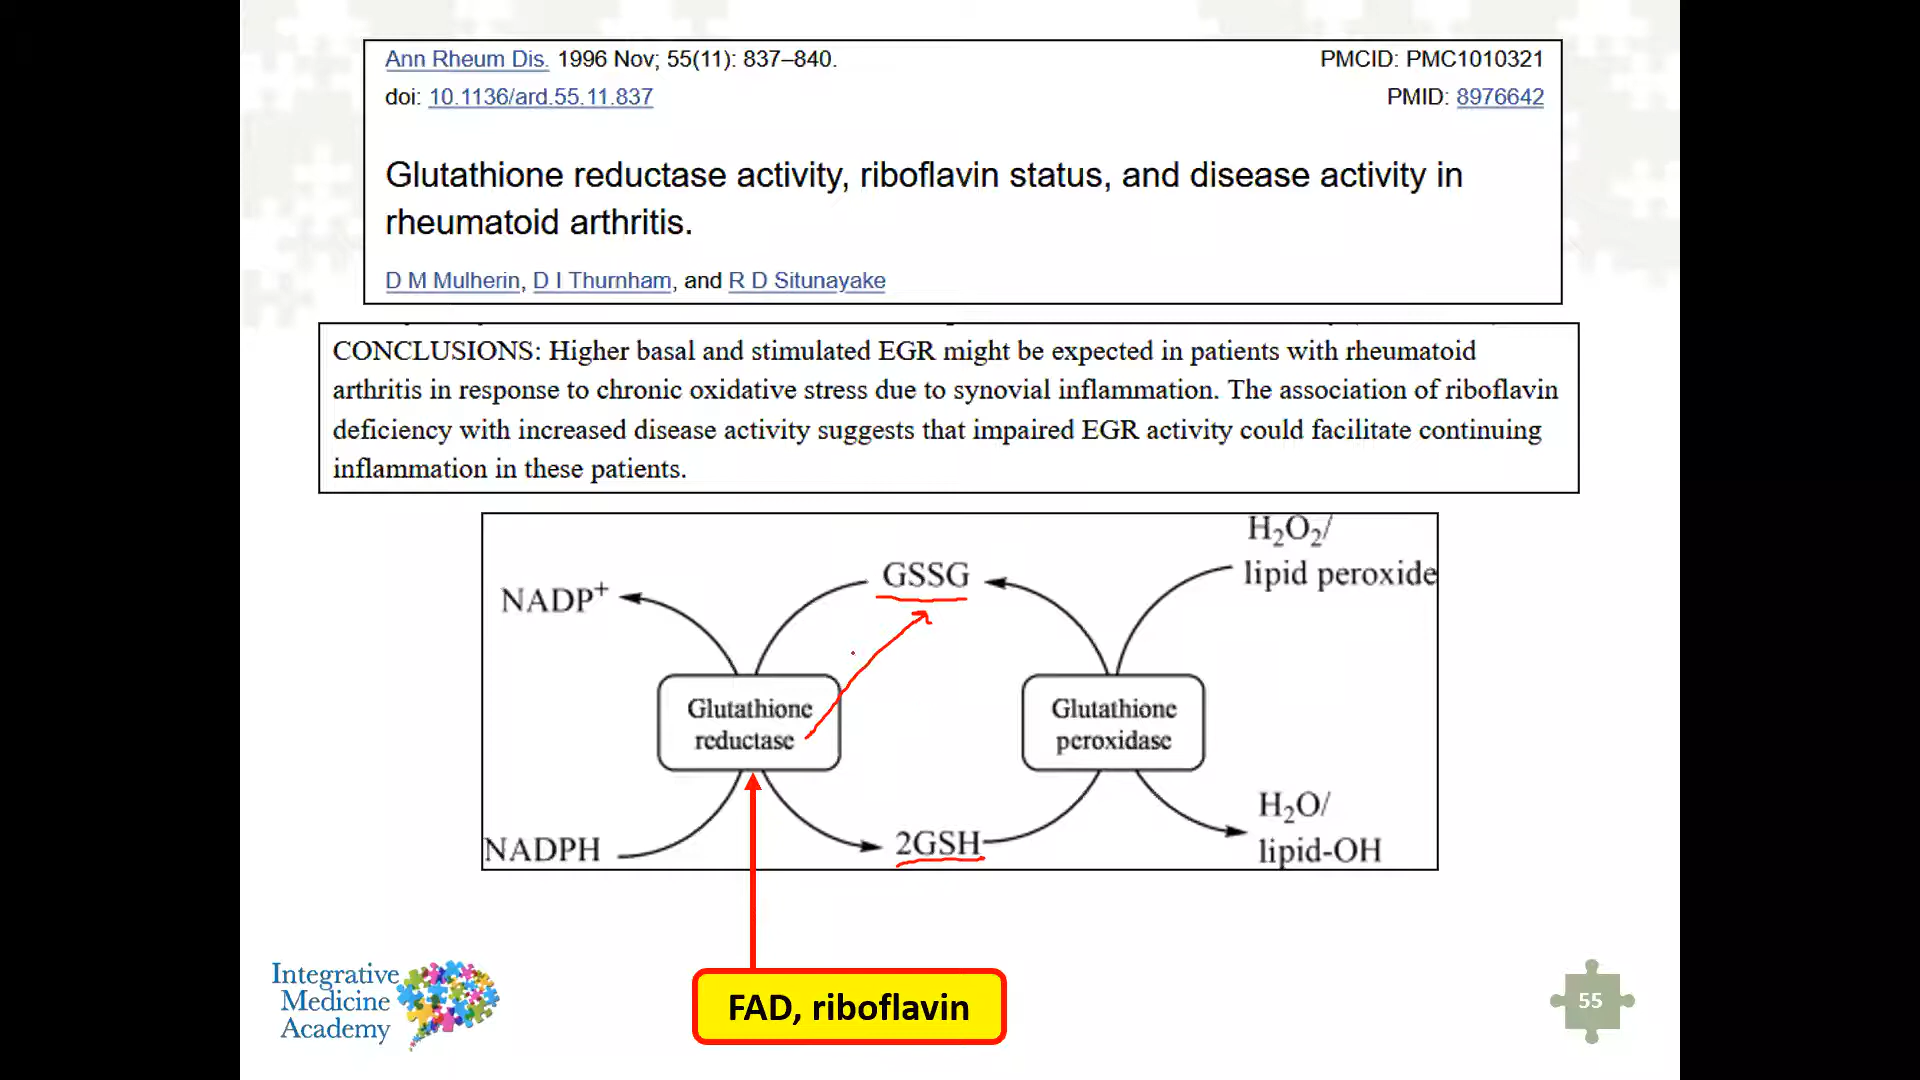 Ann Rheum Dis. 1996 Nov; 55(11): 837–840.
PMCID: PMC1010321
doi: 10.1136/ard.55.11.837
PMID: 8976642
Glutathione reductase activity, riboflavin status, and disease activity in
rheumatoid arthritis.
D M Mulherin, D I Thurnham, and R D Situnayake
CONCLUSIONS: Higher basal and stimulated EGR might be expected in patients with rheumatoid
arthritis in response to chronic oxidative stress due to synovial inflammation. The association of riboflavin
deficiency with increased disease activity suggests that impaired EGR activity could facilitate continuing
inflammation in these patients.
H₂O₂/
lipid peroxide
GSSG
NADP⁺
Glutathione
reductase
Glutathione
peroxidase
NADPH
2GSH
H₂O/
lipid-OH
FAD, riboflavin
Integrative
Medicine
Academy
55